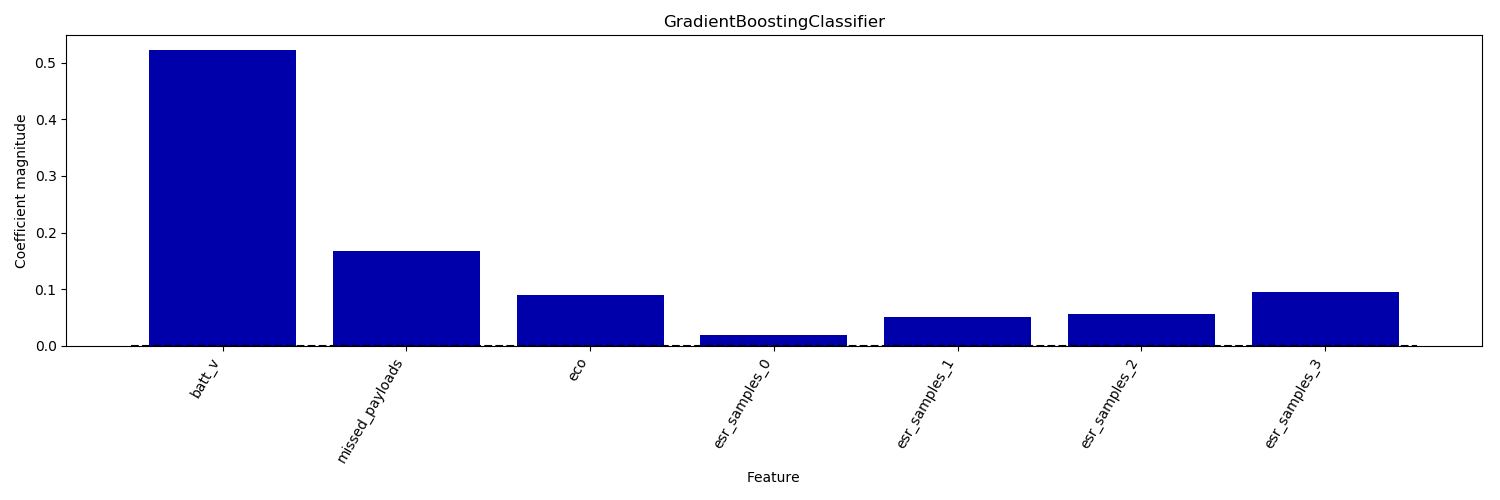 GradientBoostingClassifier
Coefficient magnitude
0.5
0.4
0.3
0.2
0.1
0.0
batt_v
missed_payloads
eco
esr_samples_0
esr_samples_1
esr_samples_2
esr_samples_3
Feature